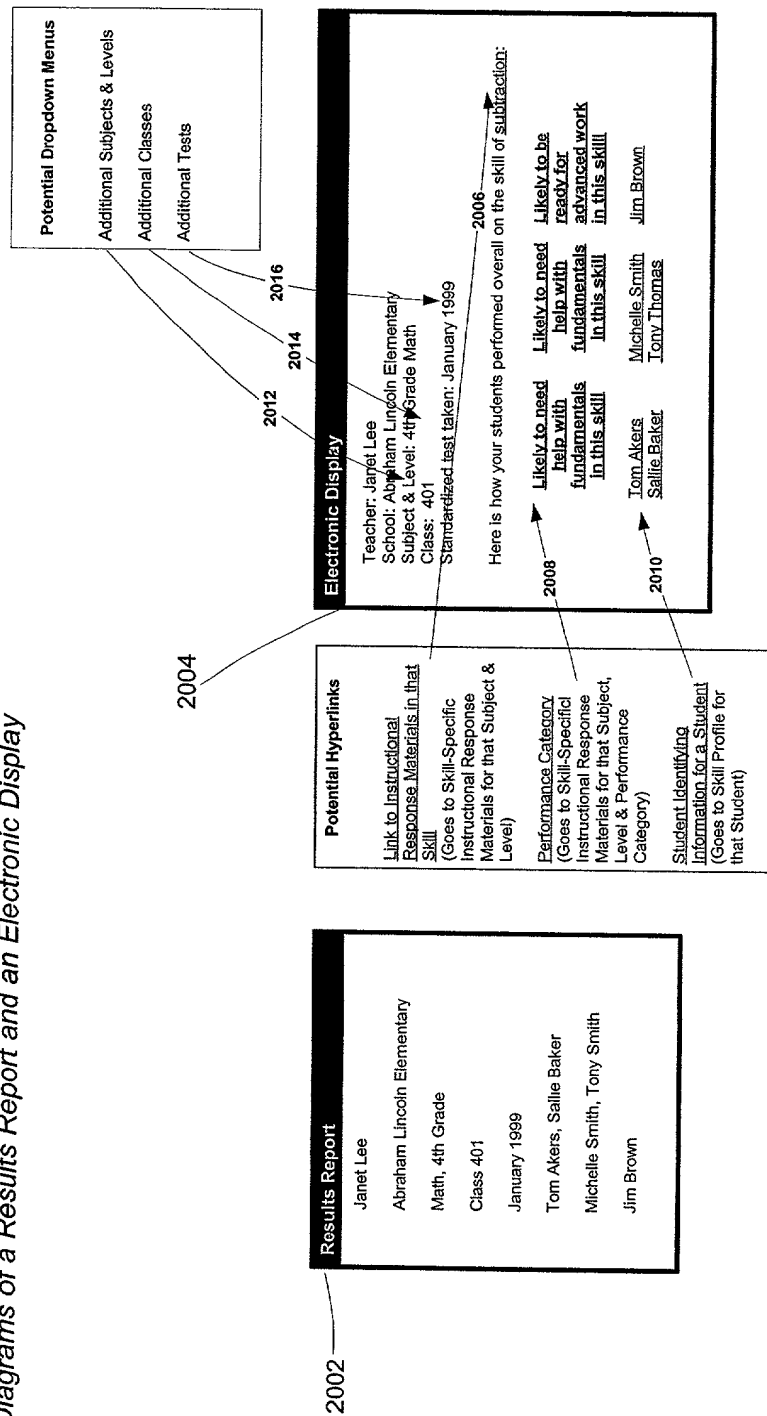 Diagrams of a Results Report and an Electronic Display
2002
Results Report
Janet Lee
Abraham Lincoln Elementary
Math, 4th Grade
Class 401
January 1999
Tom Akers, Sallie Baker
Michelle Smith, Tony Smith
Jim Brown
Potential Hyperlinks
Link to Instructional
Response Materials in that
Skill
(Goes to Skill-Specific
Instructional Response
Materials for that Subject &
Level)
Performance Category
(Goes to Skill-Specificl
Instructional Response
Materials for that Subject,
Level & Performance
Category)
Student Identifying
Information for a Student
(Goes to Skill Profile for
that Student)
2004
Electronic Display
Teacher: Janet Lee
School: Abraham Lincoln Elementary
Subject & Level: 4th Grade Math
Class: 401
Standardized test taken: January 1999
Here is how your students performed overall on the skill of subtraction:
Likely to need
help with
fundamentals
in this skill
Tom Akers
Sallie Baker
Likely to need
help with
fundamentals
in this skill
Michelle Smith
Tony Thomas
Likely to be
ready for
advanced work
in this skill
Jim Brown
2006
2008
2010
2012
2014
2016
Potential Dropdown Menus
Additional Subjects & Levels
Additional Classes
Additional Tests